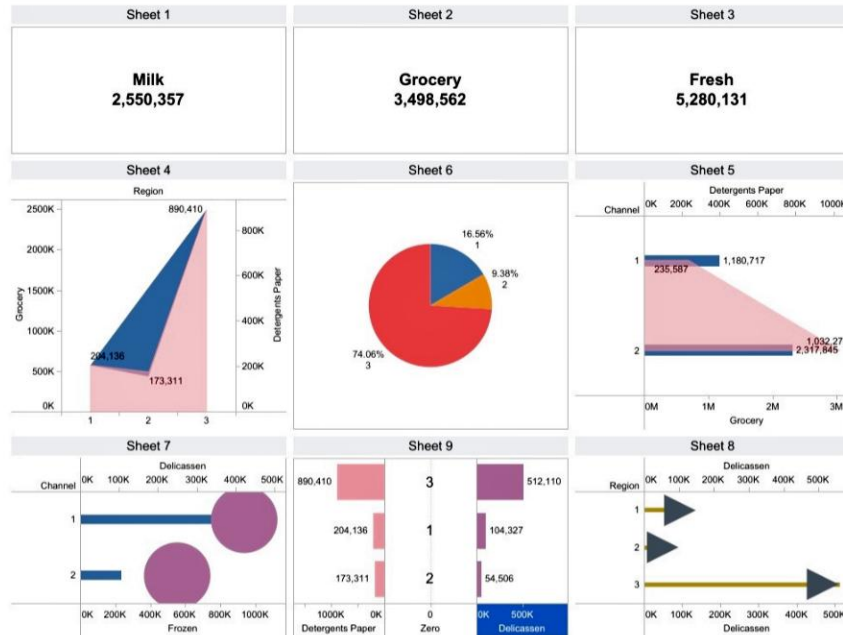 Sheet 1
Milk
2,550,357
Sheet 2
Grocery
3,498,562
Sheet 3
Fresh
5,280,131
Sheet 4
Region
2500K
2000K
1500K
1000K
500K
0K
Grocery
890,410
204,136
173,311
800K
600K
400K
200K
0K
Detergents Paper
1 2 3
Sheet 6
16.56%
1
9.38%
2
74.06%
3
Sheet 5
Detergents Paper
Channel
0K 200K 400K 600K 800K 1000K
1
235,587
1,180,717
2
1,032,27
2,317,845
0M 1M 2M 3M
Grocery
Sheet 7
Delicassen
Channel
0K 100K 200K 300K 400K 500K
1
2
0K 200K 400K 600K 800K 1000K
Frozen
Sheet 9
890,410 3 512,110
204,136 1 104,327
173,311 2 54,506
1000K 0K 0 0K 500K
Detergents Paper Zero Delicassen
Sheet 8
Delicassen
Region
0K 100K 200K 300K 400K 500K
1
2
3
0K 100K 200K 300K 400K 500K
Delicassen